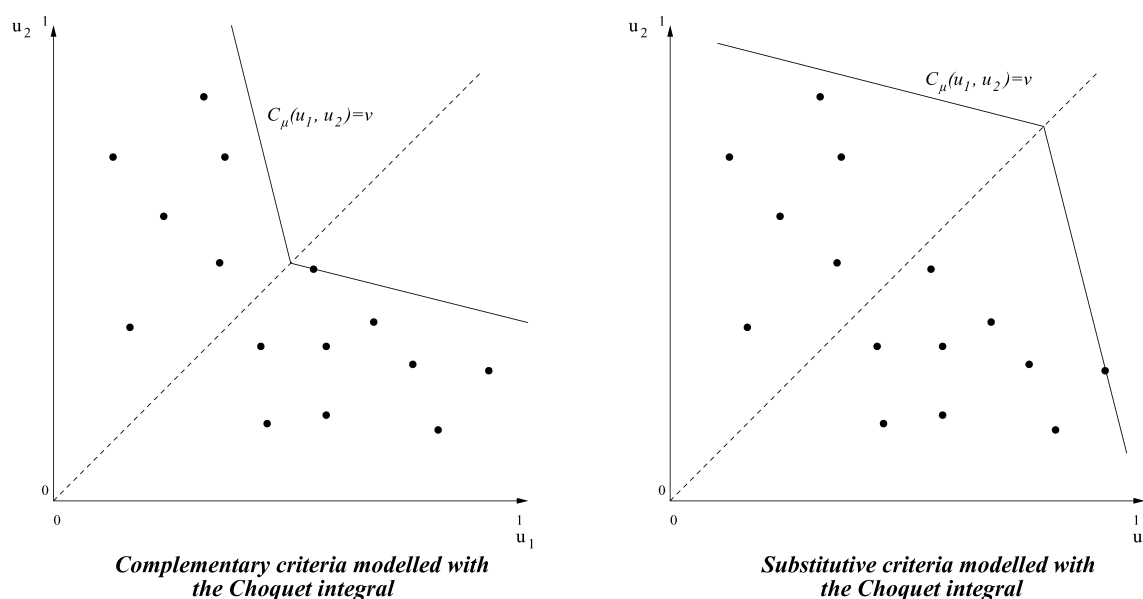 u2 1
Cμ(u1, u2)=v
0
0 1
u1
Complementary criteria modelled with
the Choquet integral
u2 1
Cμ(u1, u2)=v
0
0 1
u
Substitutive criteria modelled with
the Choquet integral